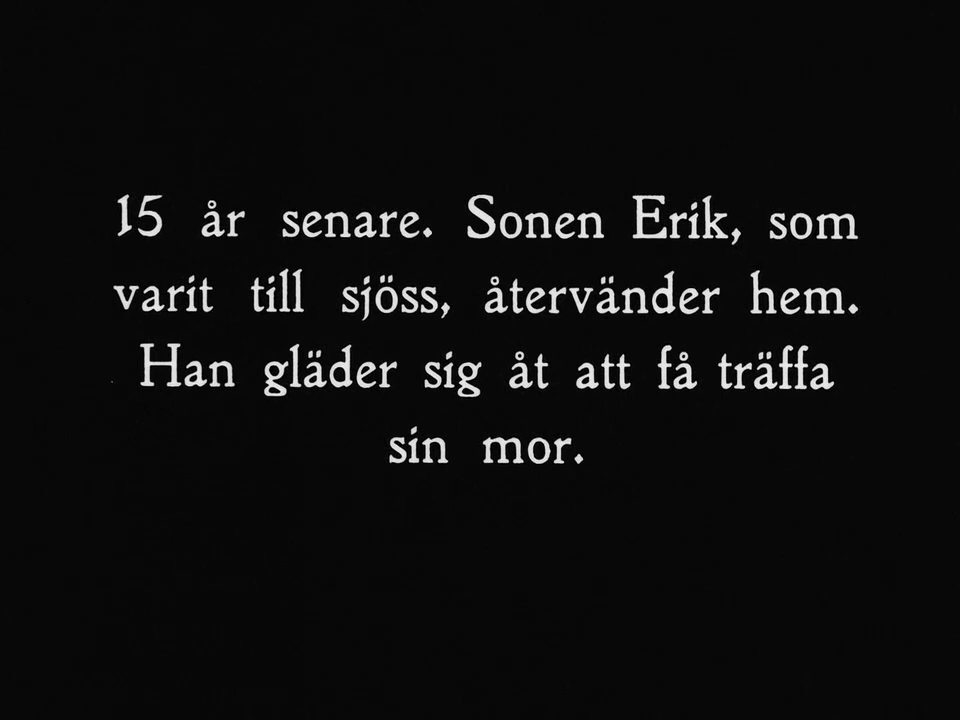 15 år senare. Sonen Erik, som
varit till sjöss, återvänder hem.
Han gläder sig åt att få träffa
sin mor.